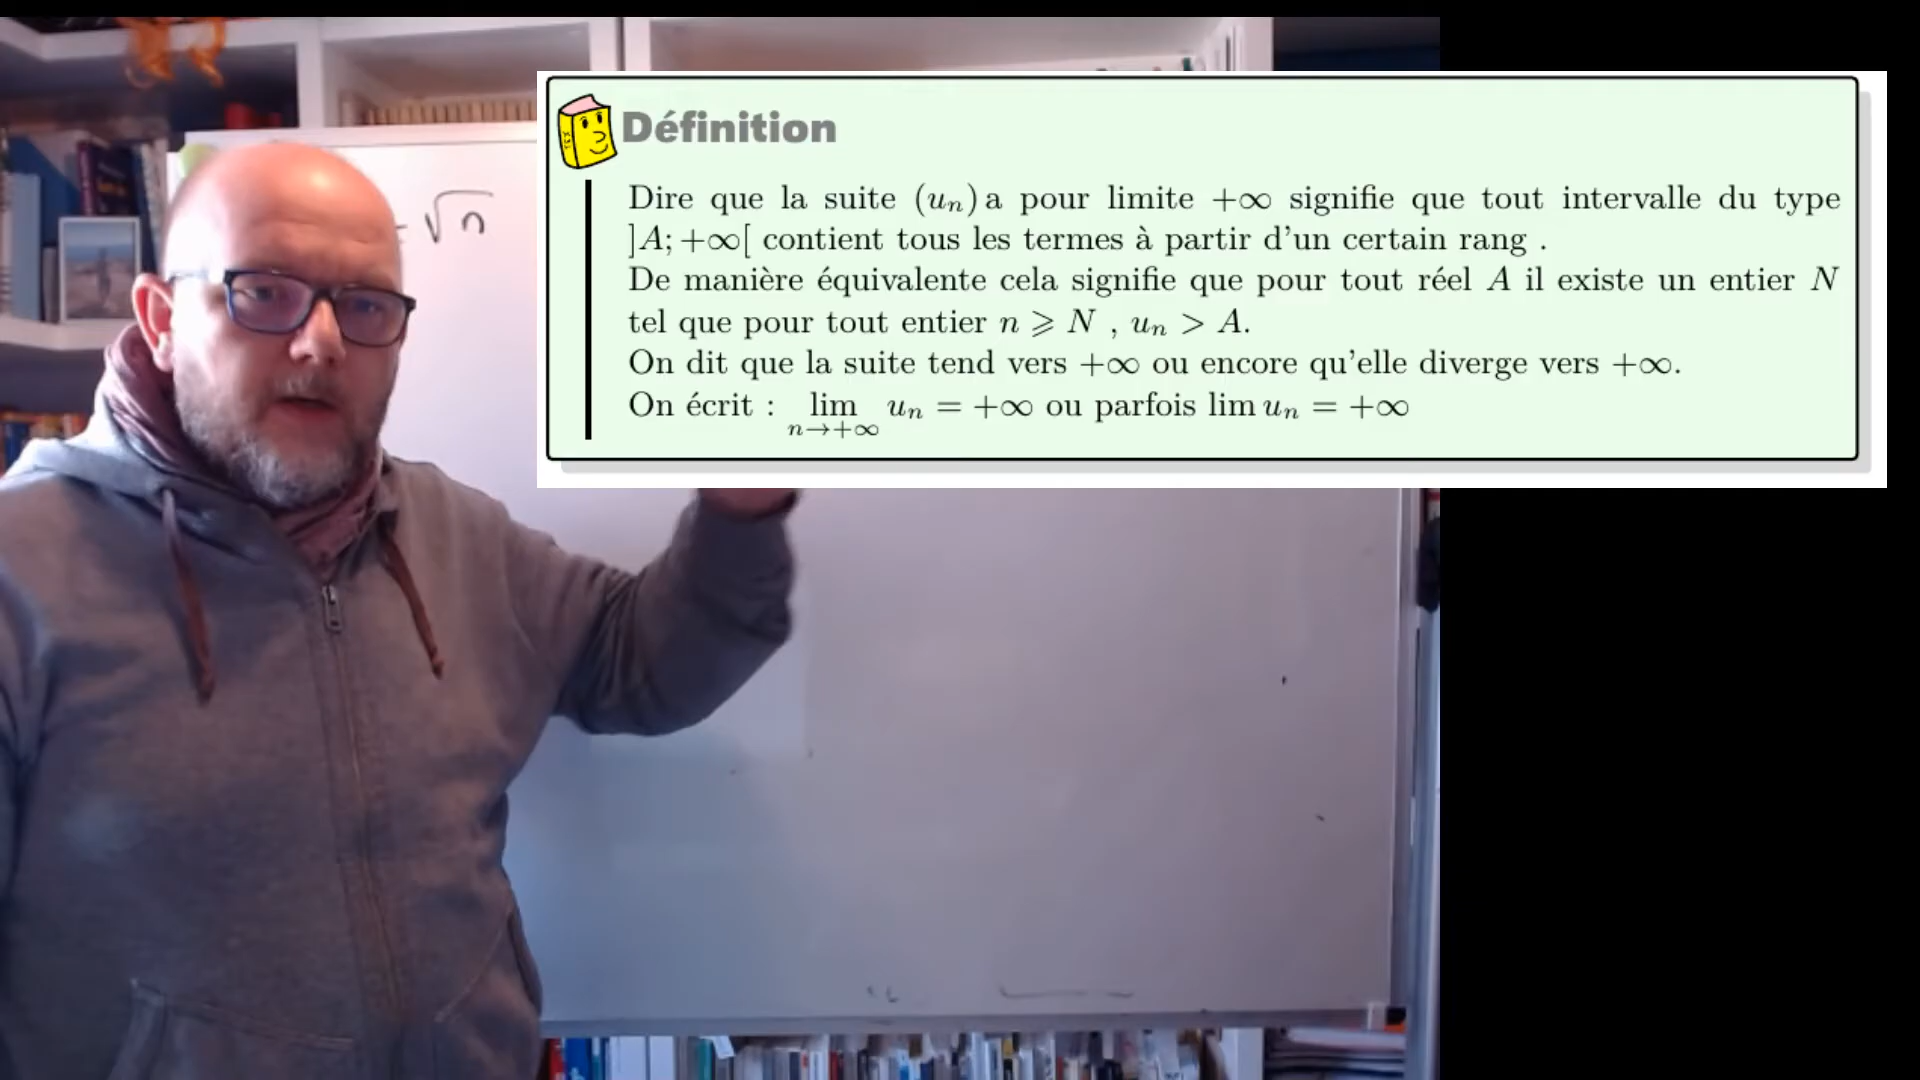 = √n
Définition
Dire que la suite (uₙ) a pour limite +∞ signifie que tout intervalle du type
]A; +∞[ contient tous les termes à partir d'un certain rang .
De manière équivalente cela signifie que pour tout réel A il existe un entier N
tel que pour tout entier n ⩾ N , uₙ > A.
On dit que la suite tend vers +∞ ou encore qu'elle diverge vers +∞.
On écrit : lim uₙ = +∞ ou parfois lim uₙ = +∞
n→+∞